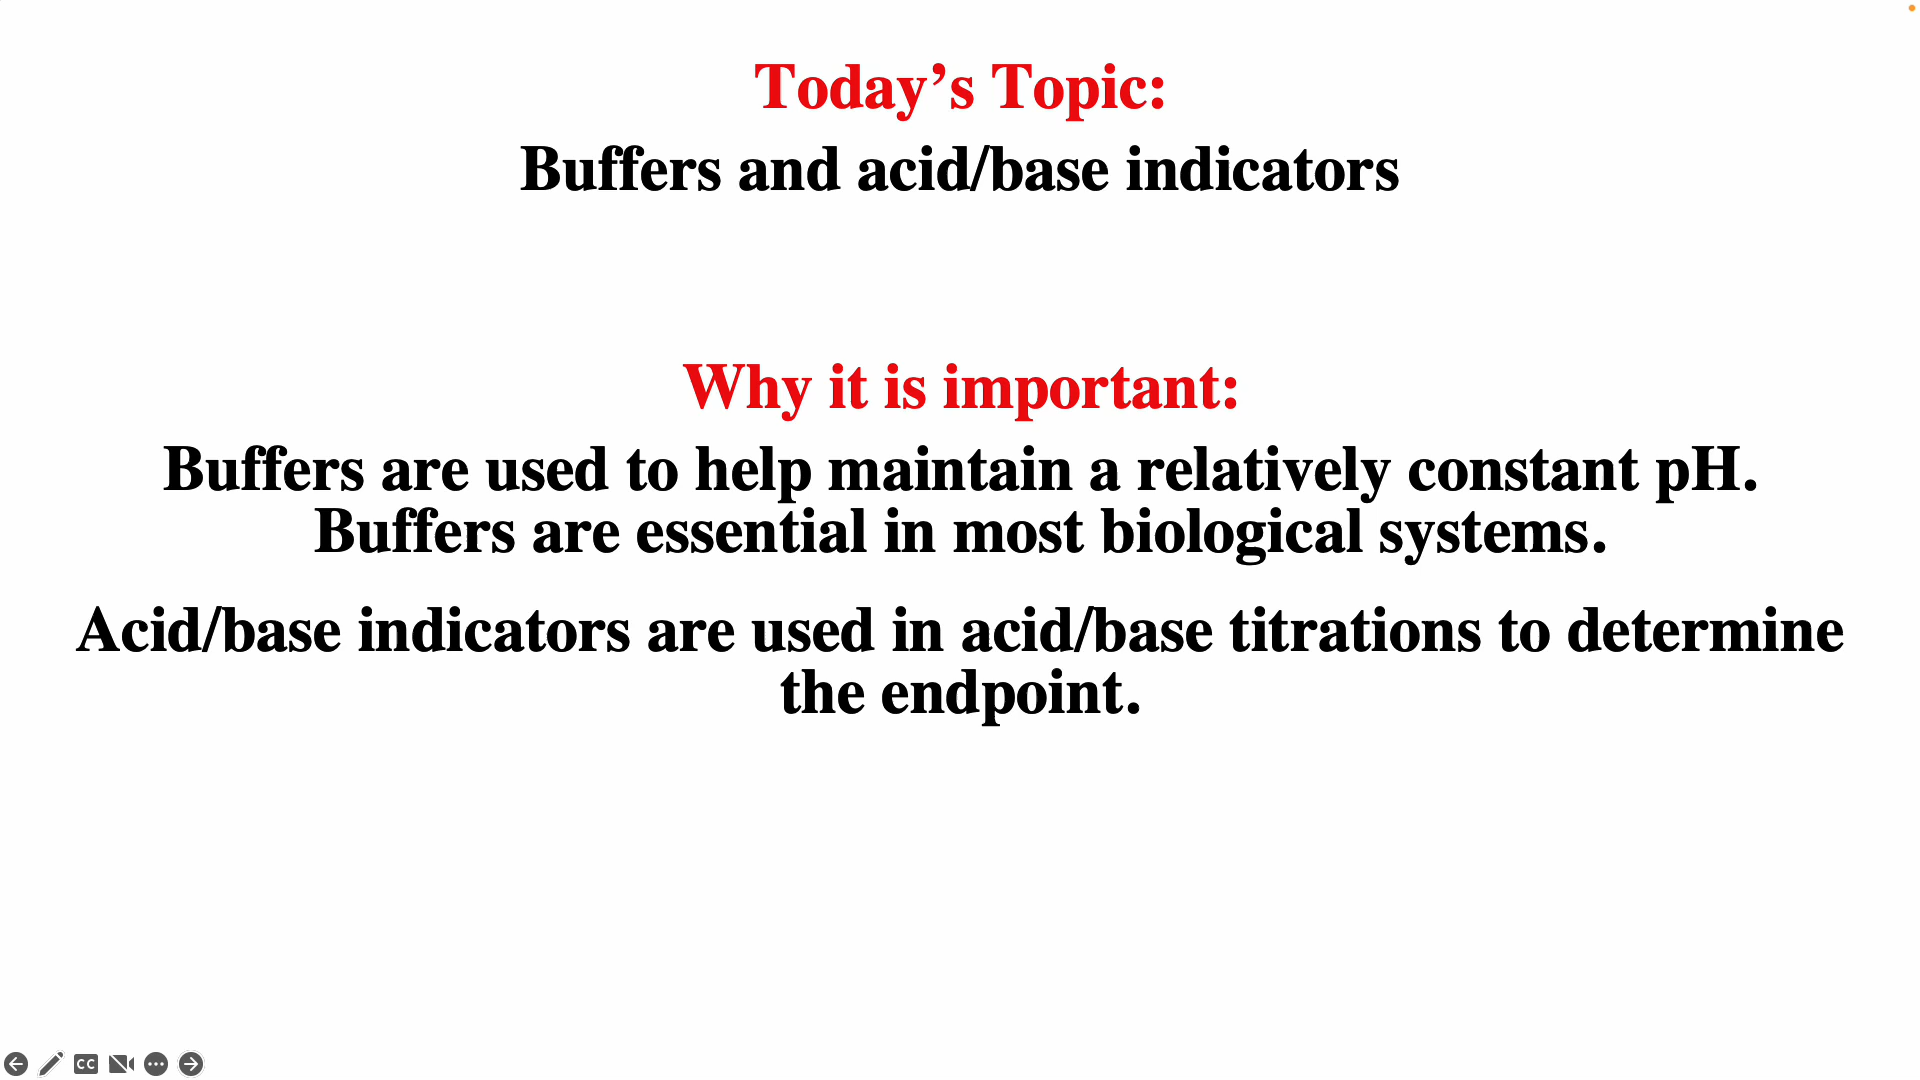 Today’s Topic:
Buffers and acid/base indicators
Why it is important:
Buffers are used to help maintain a relatively constant pH.
Buffers are essential in most biological systems.
Acid/base indicators are used in acid/base titrations to determine
the endpoint.
CC